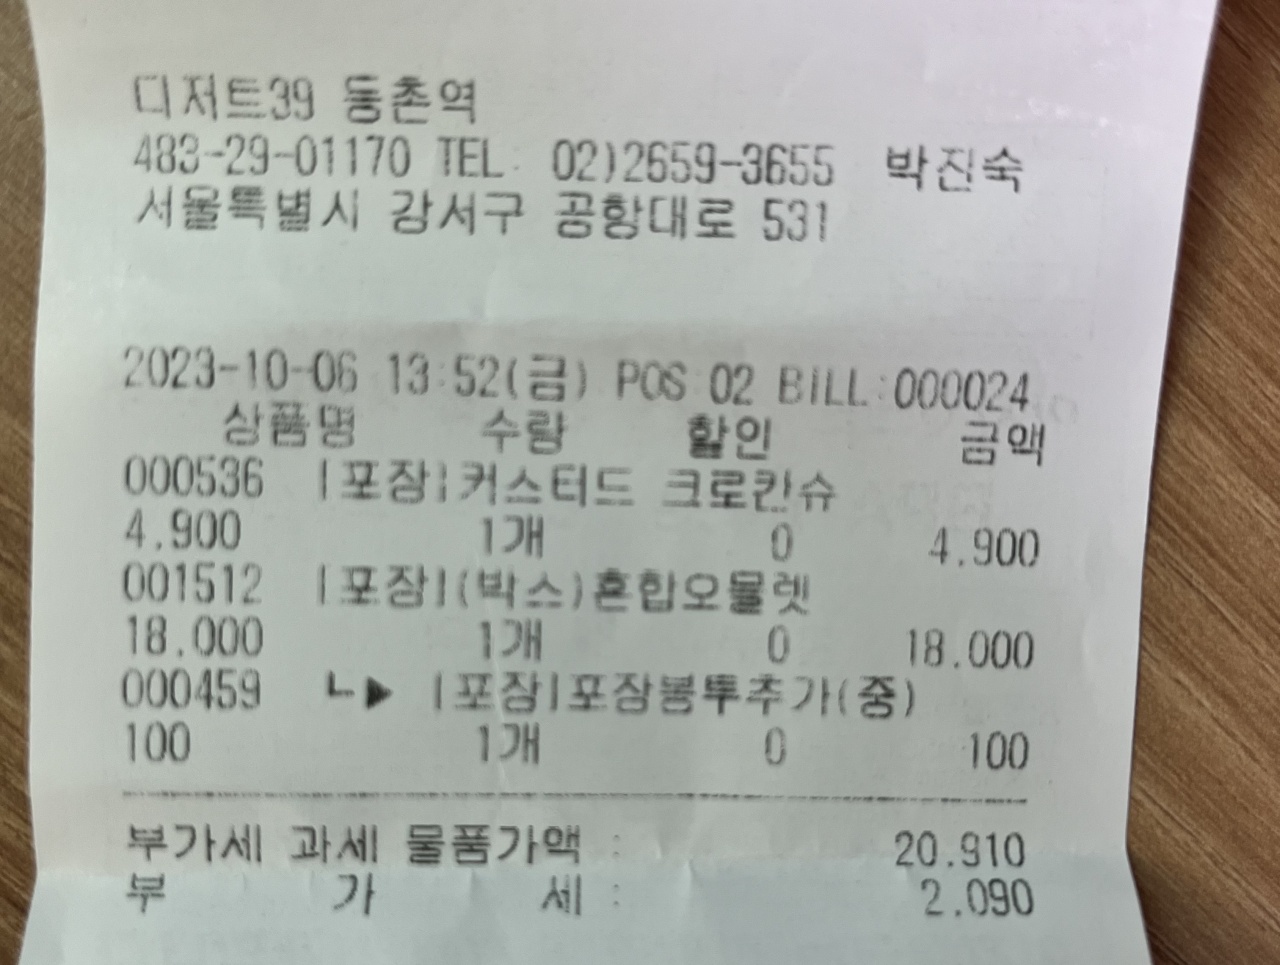 디저트39 등촌역
483-29-01170 TEL: 02)2659-3655 박진숙
서울특별시 강서구 공항대로 531
2023-10-06 13:52(금) POS:02 BILL:000024
상품명 수량 할인 금액
000536 |포장|커스터드 크로칸슈
4.900 1개 0 4.900
001512 |포장|(박스)혼합오믈렛
18.000 1개 0 18.000
000459 ㄴ▶ |포장|포장봉투추가(중)
100 1개 0 100
부가세 과세 물품가액 : 20.910
부 가 세 : 2.090